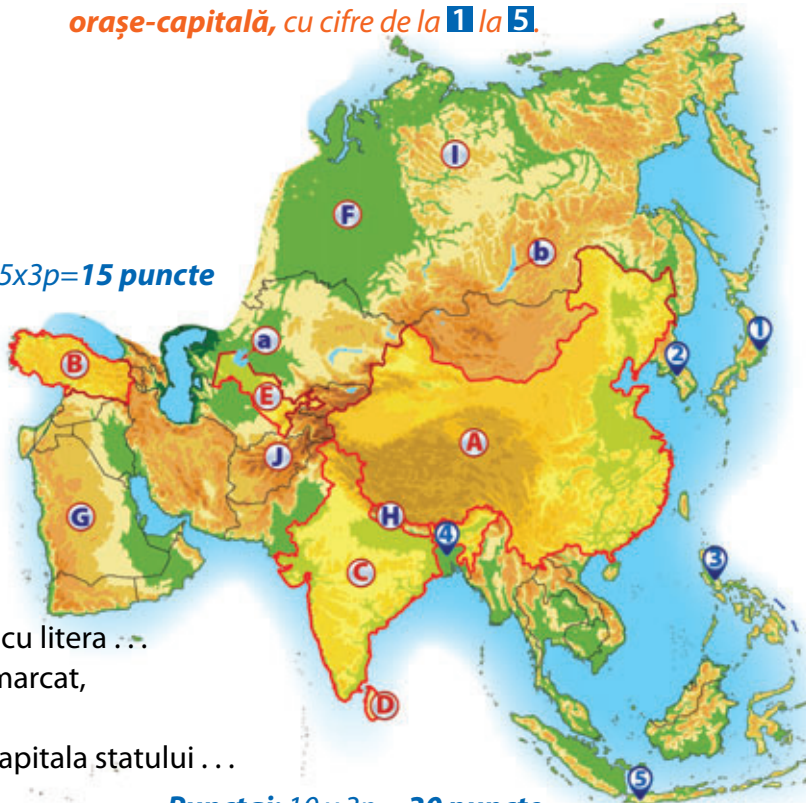 orașe-capitală, cu cifre de la 1 la 5.
I
F
b
5x3p=15 puncte
a
1
B
2
E
A
J
G
H
4
3
C
cu litera ...
marcat,
D
capitala statului ...
5